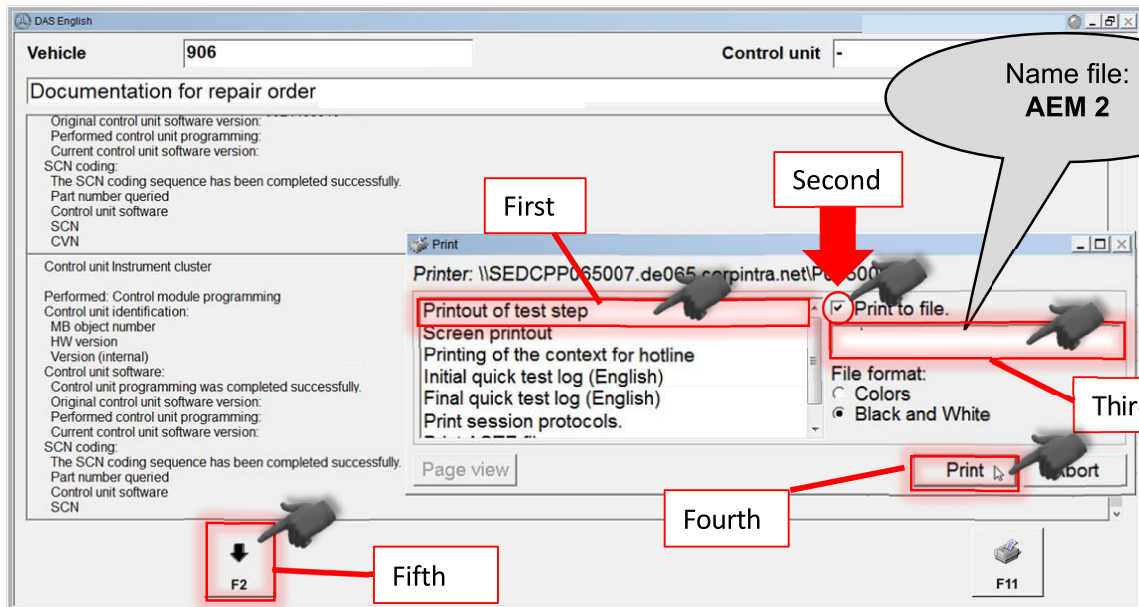 DAS English
Vehicle
906
Control unit
-
Name file:
AEM 2
Documentation for repair order
Original control unit software version:
Performed control unit programming:
Current control unit software version:
SCN coding:
The SCN coding sequence has been completed successfully.
Part number queried
Control unit software
SCN
CVN
First
Second
Control unit Instrument cluster
Performed: Control module programming
Control unit identification:
MB object number
HW version
Version (internal)
Control unit software:
Control unit programming was completed successfully.
Original control unit software version:
Performed control unit programming:
Current control unit software version:
SCN coding:
The SCN coding sequence has been completed successfully.
Part number queried
Control unit software
SCN
Print
Printer: \\SEDCPP065007.de065.corpintra.net\
Printout of test step
Screen printout
Printing of the context for hotline
Initial quick test log (English)
Final quick test log (English)
Print session protocols.
Print to file.
File format:
Colors
Black and White
Thir
Page view
Print
bort
Fourth
Fifth
F2
F11